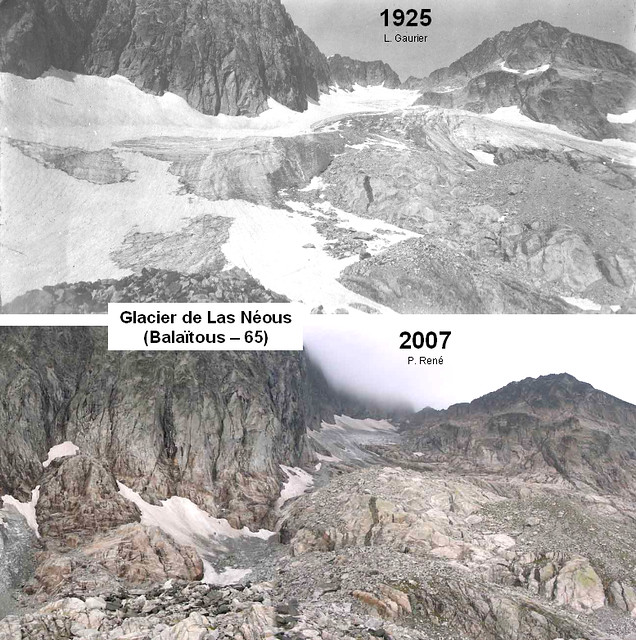 1925
L. Gaurier
Glacier de Las Néous
(Balaïtous – 65)
2007
P. René